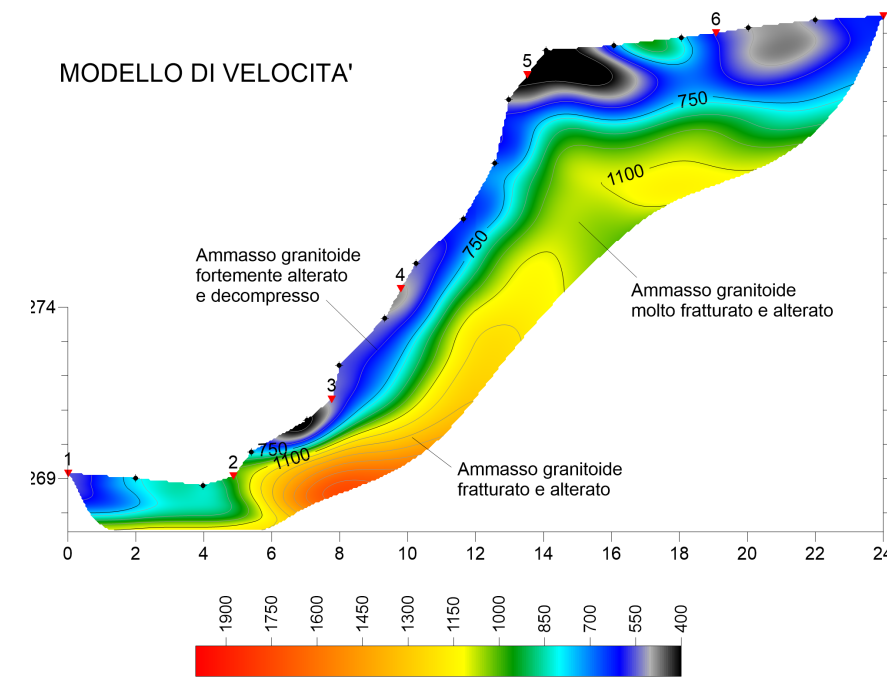 MODELLO DI VELOCITA'
6
5
750
1100
Ammasso granitoide
fortemente alterato
e decompresso
750
4
Ammasso granitoide
molto fratturato e alterato
274
3
750
1100
Ammasso granitoide
fratturato e alterato
1
2
269
0 2 4 6 8 10 12 14 16 18 20 22 24
1900 1750 1600 1450 1300 1150 1000 850 700 550 400